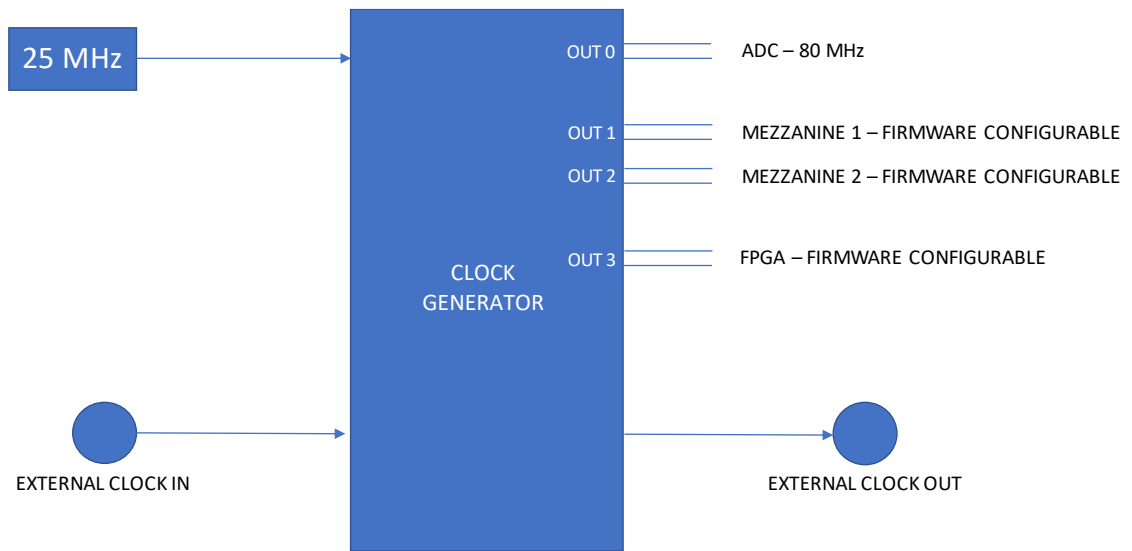 25 MHz
OUT 0
ADC – 80 MHz
OUT 1
MEZZANINE 1 – FIRMWARE CONFIGURABLE
OUT 2
MEZZANINE 2 – FIRMWARE CONFIGURABLE
OUT 3
FPGA – FIRMWARE CONFIGURABLE
CLOCK
GENERATOR
EXTERNAL CLOCK IN
EXTERNAL CLOCK OUT